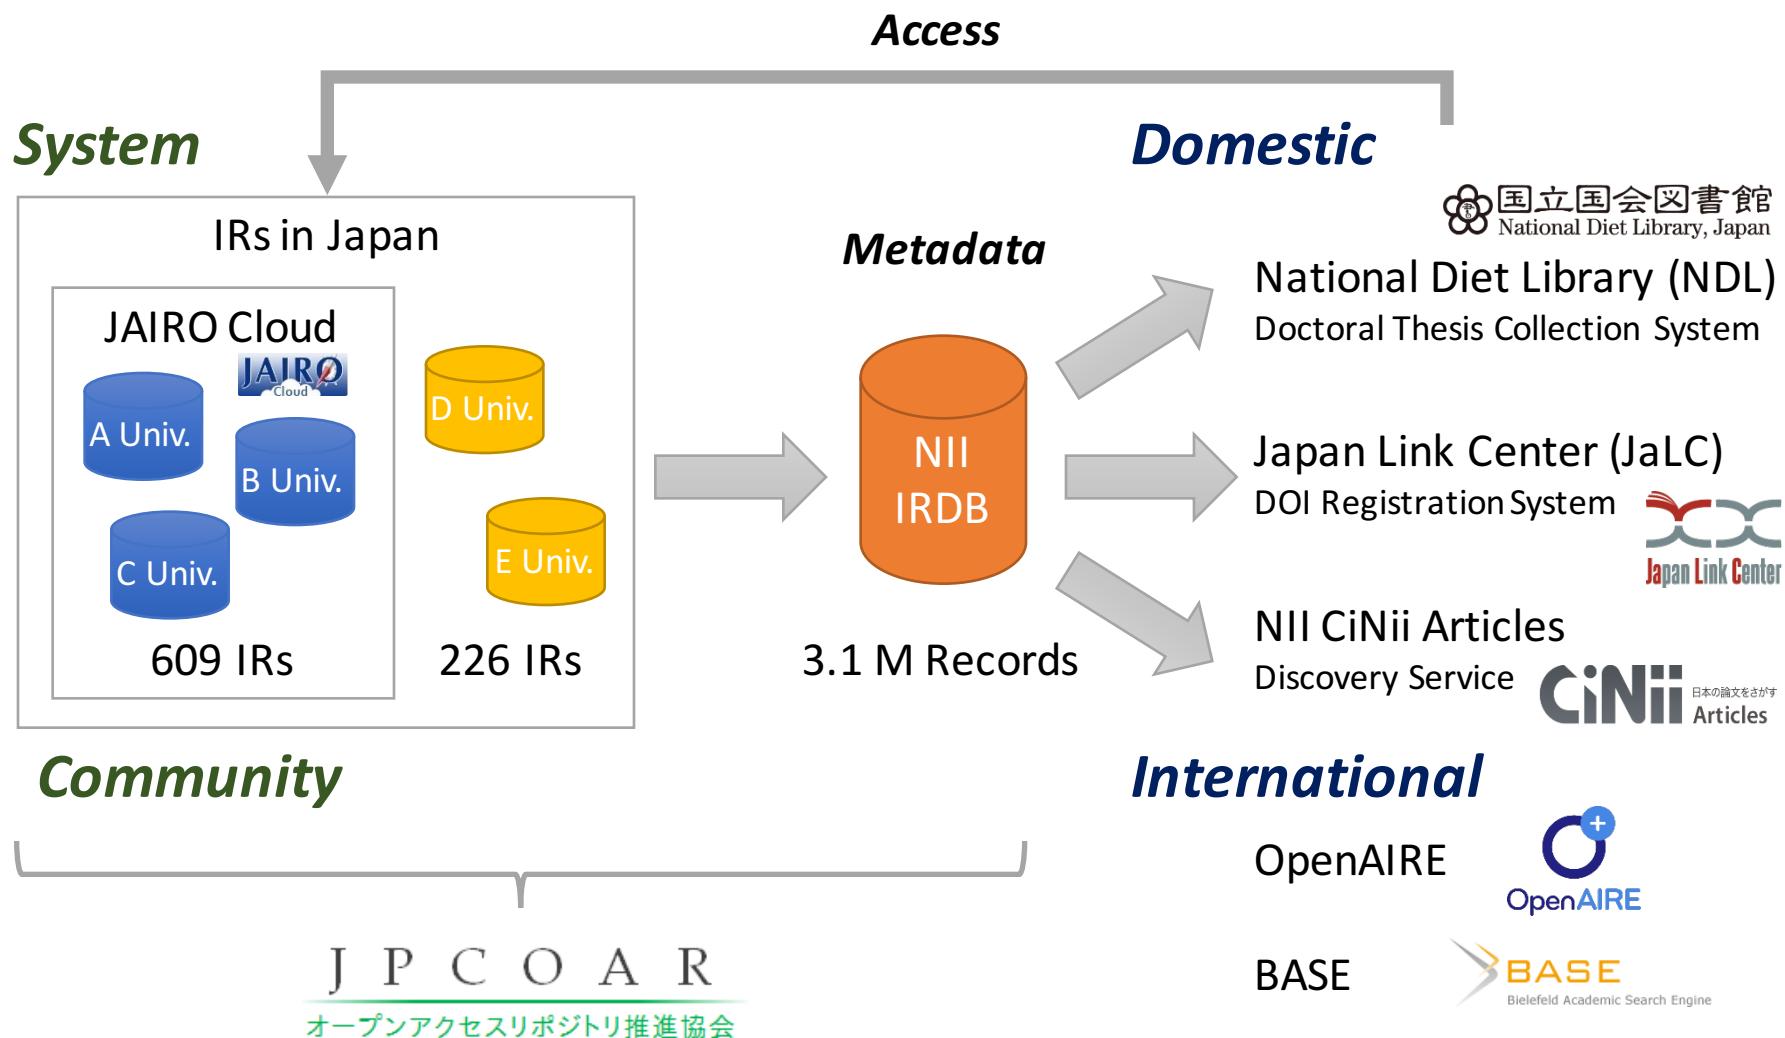 Access
System
IRs in Japan
JAIRO Cloud
JAIRO
Cloud
A Univ.
B Univ.
C Univ.
609 IRs
D Univ.
E Univ.
226 IRs
Metadata
NII
IRDB
3.1 M Records
Domestic
国立国会図書館
National Diet Library, Japan
National Diet Library (NDL)
Doctoral Thesis Collection System
Japan Link Center (JaLC)
DOI Registration System
Japan Link Center
NII CiNii Articles
Discovery Service
CiNii
日本の論文をさがす
Articles
Community
JPCOAR
オープンアクセスリポジトリ推進協会
International
OpenAIRE
OpenAIRE
BASE
BASE
Bielefeld Academic Search Engine